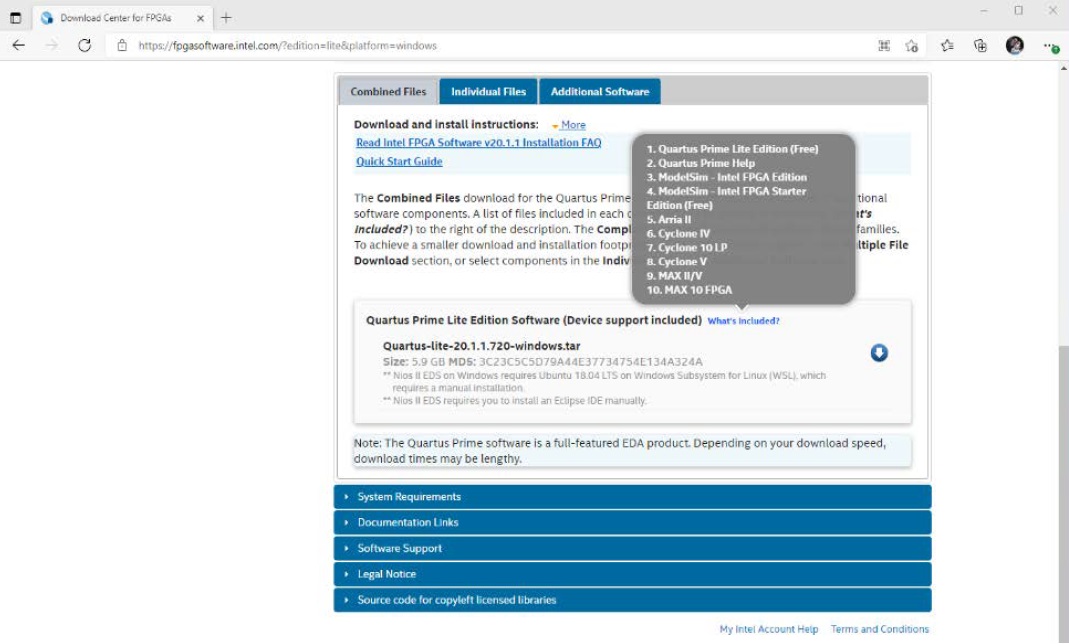 Download Center for FPGAs
https://fpgasoftware.intel.com/?edition=lite&platform=windows
Combined Files
Individual Files
Additional Software
Download and install instructions: More
Read Intel FPGA Software v20.1.1 Installation FAQ
Quick Start Guide
1. Quartus Prime Lite Edition (Free)
2. Quartus Prime Help
3. ModelSim - Intel FPGA Edition
4. ModelSim - Intel FPGA Starter
Edition (Free)
5. Arria II
6. Cyclone IV
7. Cyclone 10 LP
8. Cyclone V
9. MAX II/V
10. MAX 10 FPGA
The Combined Files download for the Quartus Prime tional
software components. A list of files included in each
Included?) to the right of the description. The Compl families.
To achieve a smaller download and installation footpr ltiple File
Download section, or select components in the Indiv
Quartus Prime Lite Edition Software (Device support included) What's Included?
Quartus-lite-20.1.1.720-windows.tar
Size: 5.9 GB MD5: 3C23C5C5D79A44E37734754E134A324A
** Nios II EDS on Windows requires Ubuntu 18.04 LTS on Windows Subsystem for Linux (WSL), which
requires a manual installation.
** Nios II EDS requires you to install an Eclipse IDE manually.
Note: The Quartus Prime software is a full-featured EDA product. Depending on your download speed,
download times may be lengthy.
System Requirements
Documentation Links
Software Support
Legal Notice
Source code for copyleft licensed libraries
My Intel Account Help Terms and Conditions